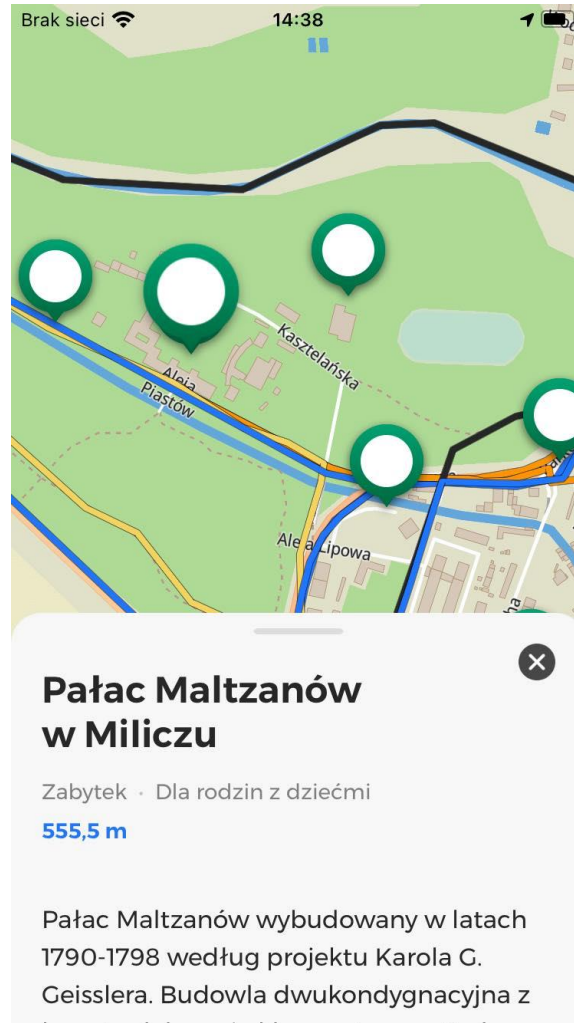 Brak sieci
14:38
Kasztelańska
Aleja
Piastów
Aleja Lipowa
Pałac Maltzanów
w Miliczu
Zabytek · Dla rodzin z dziećmi
555,5 m
Pałac Maltzanów wybudowany w latach
1790-1798 według projektu Karola G.
Geisslera. Budowla dwukondygnacyjna z